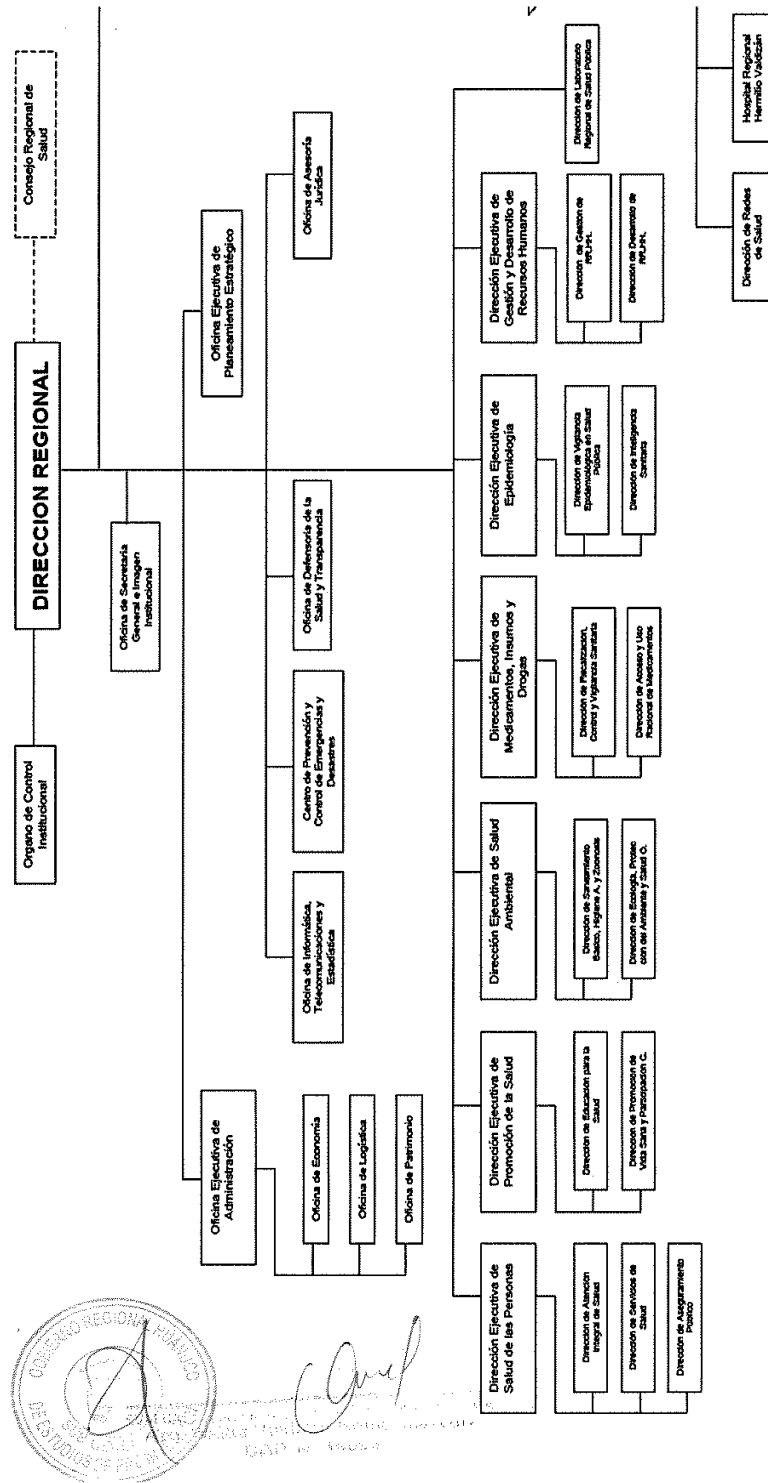 Consejo Regional de
Salud
DIRECCION REGIONAL
Organo de Control
Institucional
Oficina de Secretaria
General e Imagen
Institucional
Oficina Ejecutiva de
Planeamiento Estratégico
Oficina Ejecutiva de
Administración
Oficina de Economía
Oficina de Logística
Oficina de Patrimonio
Oficina de Informática,
Telecomunicaciones y
Estadística
Centro de Prevención y
Control de Emergencias y
Desastres
Oficina de Defensoria de la
Salud y Transparencia
Oficina de Asesoría
Jurídica
Dirección Ejecutiva de
Salud de las Personas
Dirección de Atención
Integral de Salud
Dirección de Servicios de
Salud
Dirección de Aseguramiento
Público
Dirección Ejecutiva de
Promoción de la Salud
Dirección de Educación para la
Salud
Dirección de Promoción de
Vida Sana y Participación C.
Dirección Ejecutiva de Salud
Ambiental
Dirección de Saneamiento
Básico, Higiene A. y Zoonosis
Dirección de Ecología, Protec
ción del Ambiente y Salud O.
Dirección Ejecutiva de
Medicamentos, Insumos y
Drogas
Dirección de Fiscalización,
Control y Vigilancia Sanitaria
Dirección de Acceso y Uso
Racional de Medicamentos
Dirección Ejecutiva de
Epidemiología
Dirección de Vigilancia
Epidemiológica en Salud
Pública
Dirección de Inteligencia
Sanitaria
Dirección Ejecutiva de
Gestión y Desarrollo de
Recursos Humanos
Dirección de Gestión de
RR.HH.
Dirección de Desarrollo de
RR.HH.
Dirección de Laboratorio
Regional de Salud Pública
Dirección de Redes
de Salud
Hospital Regional
Hermilio Valdizán
GOBIERNO REGIONAL HUANUCO